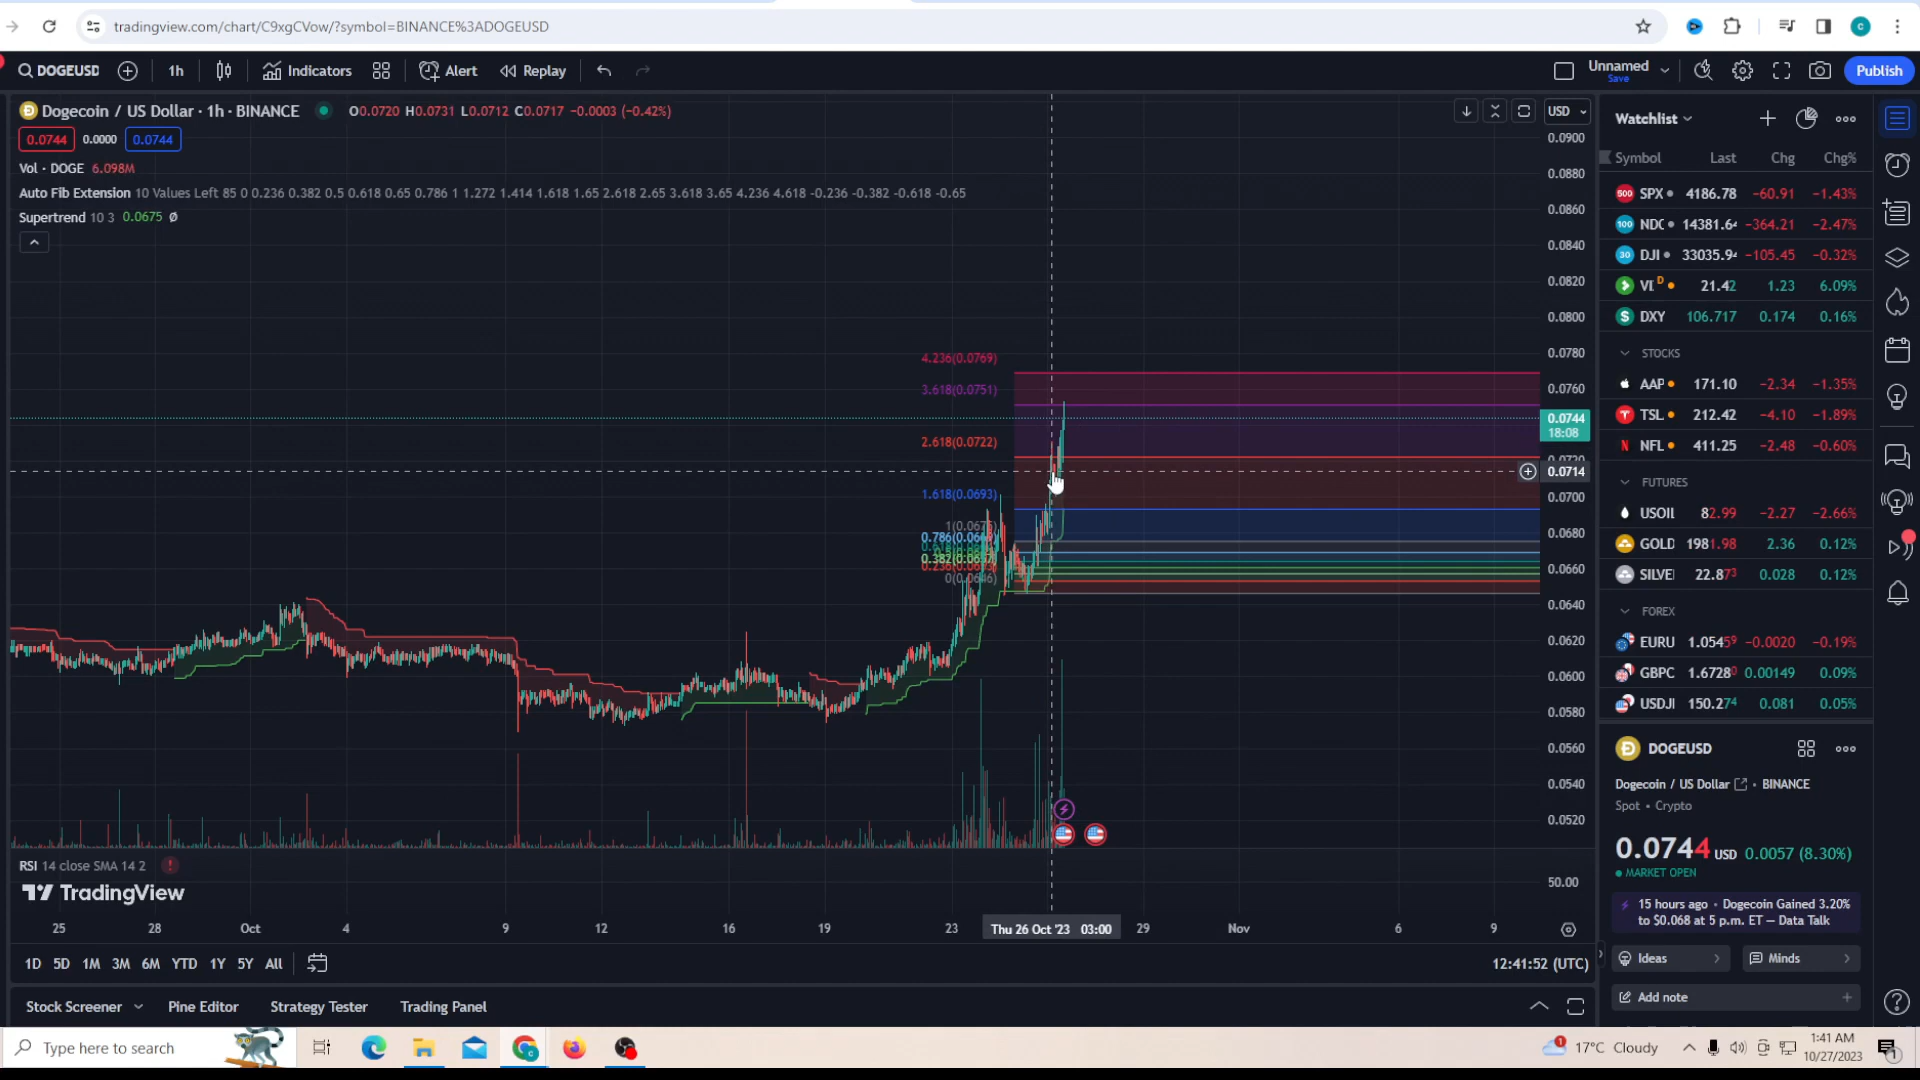 tradingview.com/chart/C9xgCVow/?symbol=BINANCE%3ADOGEUSD
DOGEUSD 1h Indicators Alert Replay Unnamed Save Publish
Dogecoin / US Dollar · 1h · BINANCE O0.0720 H0.0731 L0.0712 C0.0717 −0.0003 (−0.42%)
0.0744 0.0000 0.0744
Vol · DOGE 6.098M
Auto Fib Extension 10 Values Left 85 0 0.236 0.382 0.5 0.618 0.65 0.786 1 1.272 1.414 1.618 1.65 2.618 2.65 3.618 3.65 4.236 4.618 -0.236 -0.382 -0.618 -0.65
Supertrend 10 3 0.0675 Ø
4.236(0.0769)
3.618(0.0751)
2.618(0.0722)
1.618(0.0693)
0(0.0646)
USD
0.0900
0.0880
0.0860
0.0840
0.0820
0.0800
0.0780
0.0760
0.0744
18:08
0.0714
0.0700
0.0680
0.0660
0.0640
0.0620
0.0600
0.0580
0.0560
0.0540
0.0520
50.00
RSI 14 close SMA 14 2
TradingView
25 28 Oct 4 9 12 16 19 23 Thu 26 Oct '23 03:00 29 Nov 6 9
1D 5D 1M 3M 6M YTD 1Y 5Y All 12:41:52 (UTC)
Stock Screener Pine Editor Strategy Tester Trading Panel
Watchlist
Symbol Last Chg Chg%
SPX 4186.78 −60.91 −1.43%
NDC 14381.6 −364.21 −2.47%
DJI 33035.9 −105.45 −0.32%
VI D 21.42 1.23 6.09%
DXY 106.717 0.174 0.16%
STOCKS
AAP 171.10 −2.34 −1.35%
TSL 212.42 −4.10 −1.89%
NFL 411.25 −2.48 −0.60%
FUTURES
USOIL 82.99 −2.27 −2.66%
GOLD 1981.98 2.36 0.12%
SILVE 22.873 0.028 0.12%
FOREX
EURU 1.05459 −0.0020 −0.19%
GBPC 1.6728 0.00149 0.09%
USDJ 150.274 0.081 0.05%
DOGEUSD
Dogecoin / US Dollar · BINANCE
Spot • Crypto
0.0744 USD 0.0057 (8.30%)
MARKET OPEN
15 hours ago • Dogecoin Gained 3.20%
to $0.068 at 5 p.m. ET — Data Talk
Ideas Minds
Add note
Type here to search
17°C Cloudy
1:41 AM
10/27/2023